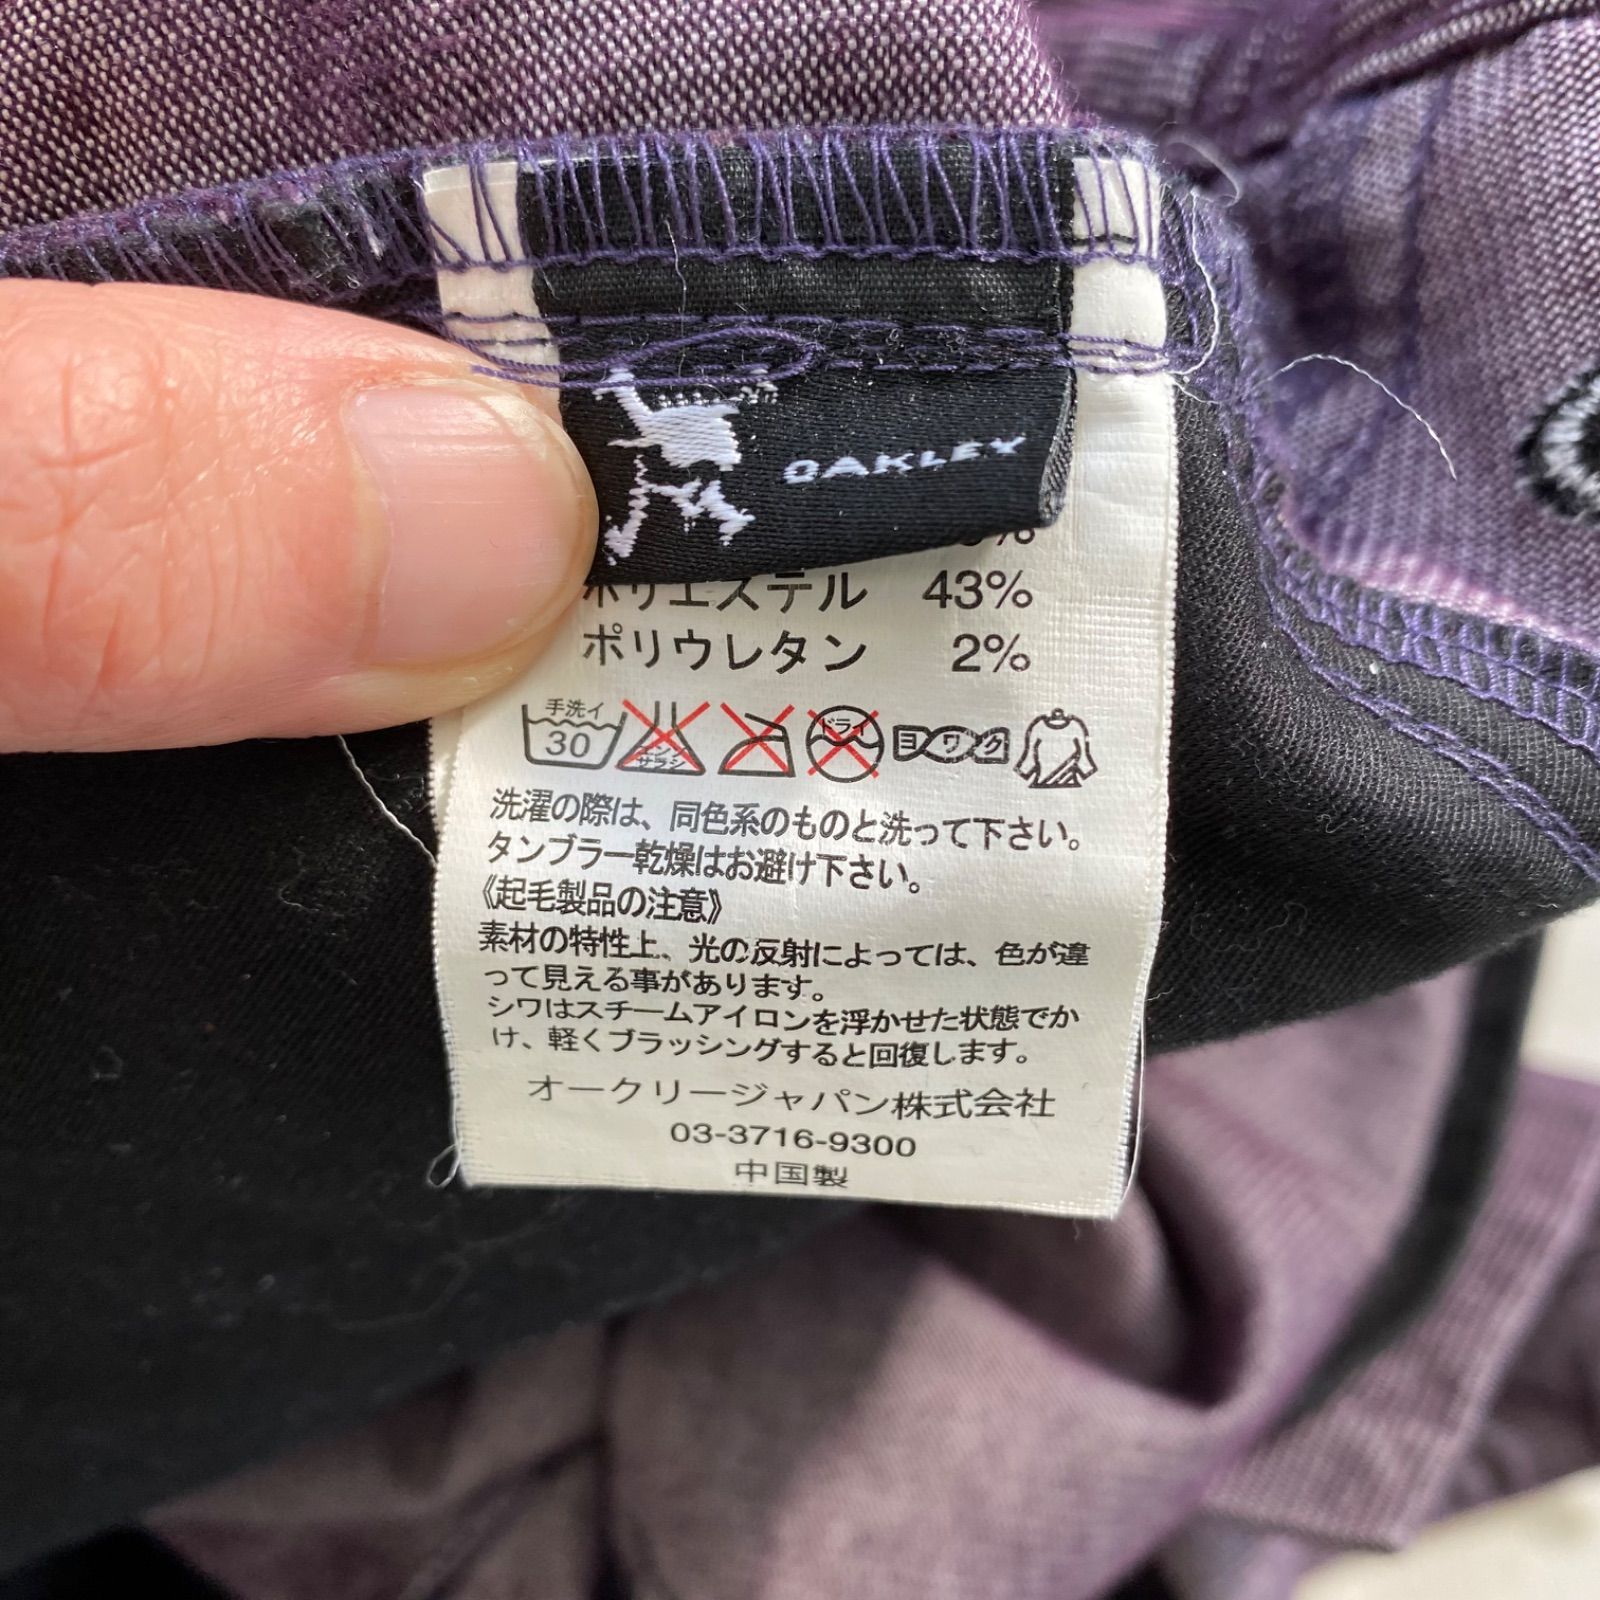 OAKLEY
ポリエステル 43%
ポリウレタン 2%
手洗イ 30 エンソサラシ ドライ ヨワク
洗濯の際は、同色系のものと洗って下さい。
タンブラー乾燥はお避け下さい。
《起毛製品の注意》
素材の特性上、光の反射によっては、色が違
って見える事があります。
シワはスチームアイロンを浮かせた状態でか
け、軽くブラッシングすると回復します。
オークリージャパン株式会社
03-3716-9300
中国製